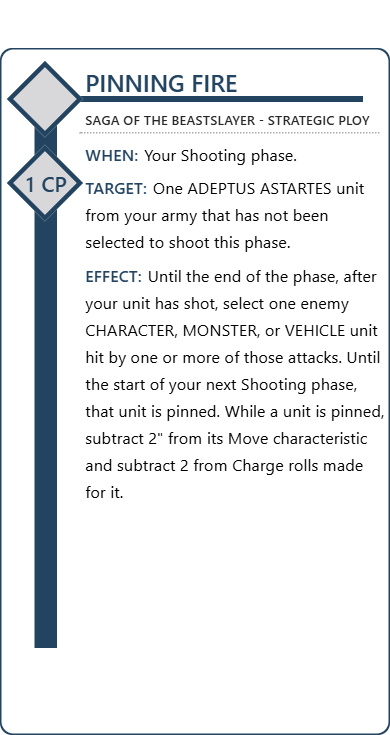 PINNING FIRE
SAGA OF THE BEASTSLAYER - STRATEGIC PLOY
1 CP
WHEN: Your Shooting phase.
TARGET: One ADEPTUS ASTARTES unit
from your army that has not been
selected to shoot this phase.
EFFECT: Until the end of the phase, after
your unit has shot, select one enemy
CHARACTER, MONSTER, or VEHICLE unit
hit by one or more of those attacks. Until
the start of your next Shooting phase,
that unit is pinned. While a unit is pinned,
subtract 2" from its Move characteristic
and subtract 2 from Charge rolls made
for it.